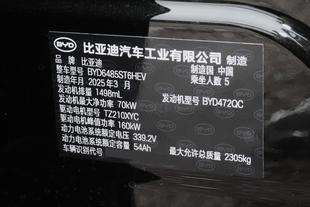 BYD 比亚迪汽车工业有限公司 制造
品牌 比亚迪 制造国 中国
整车型号 BYD6485ST6HEV 乘坐人数 5
制造年月 2025年3月
发动机排量 1498mL 发动机型号 BYD472QC
发动机最大净功率 70kW
驱动电机型号 TZ210XYC
驱动电机峰值功率 160kW
动力电池系统额定电压 339.2V
动力电池系统额定容量 54Ah 最大允许总质量 2305kg
车辆识别代号